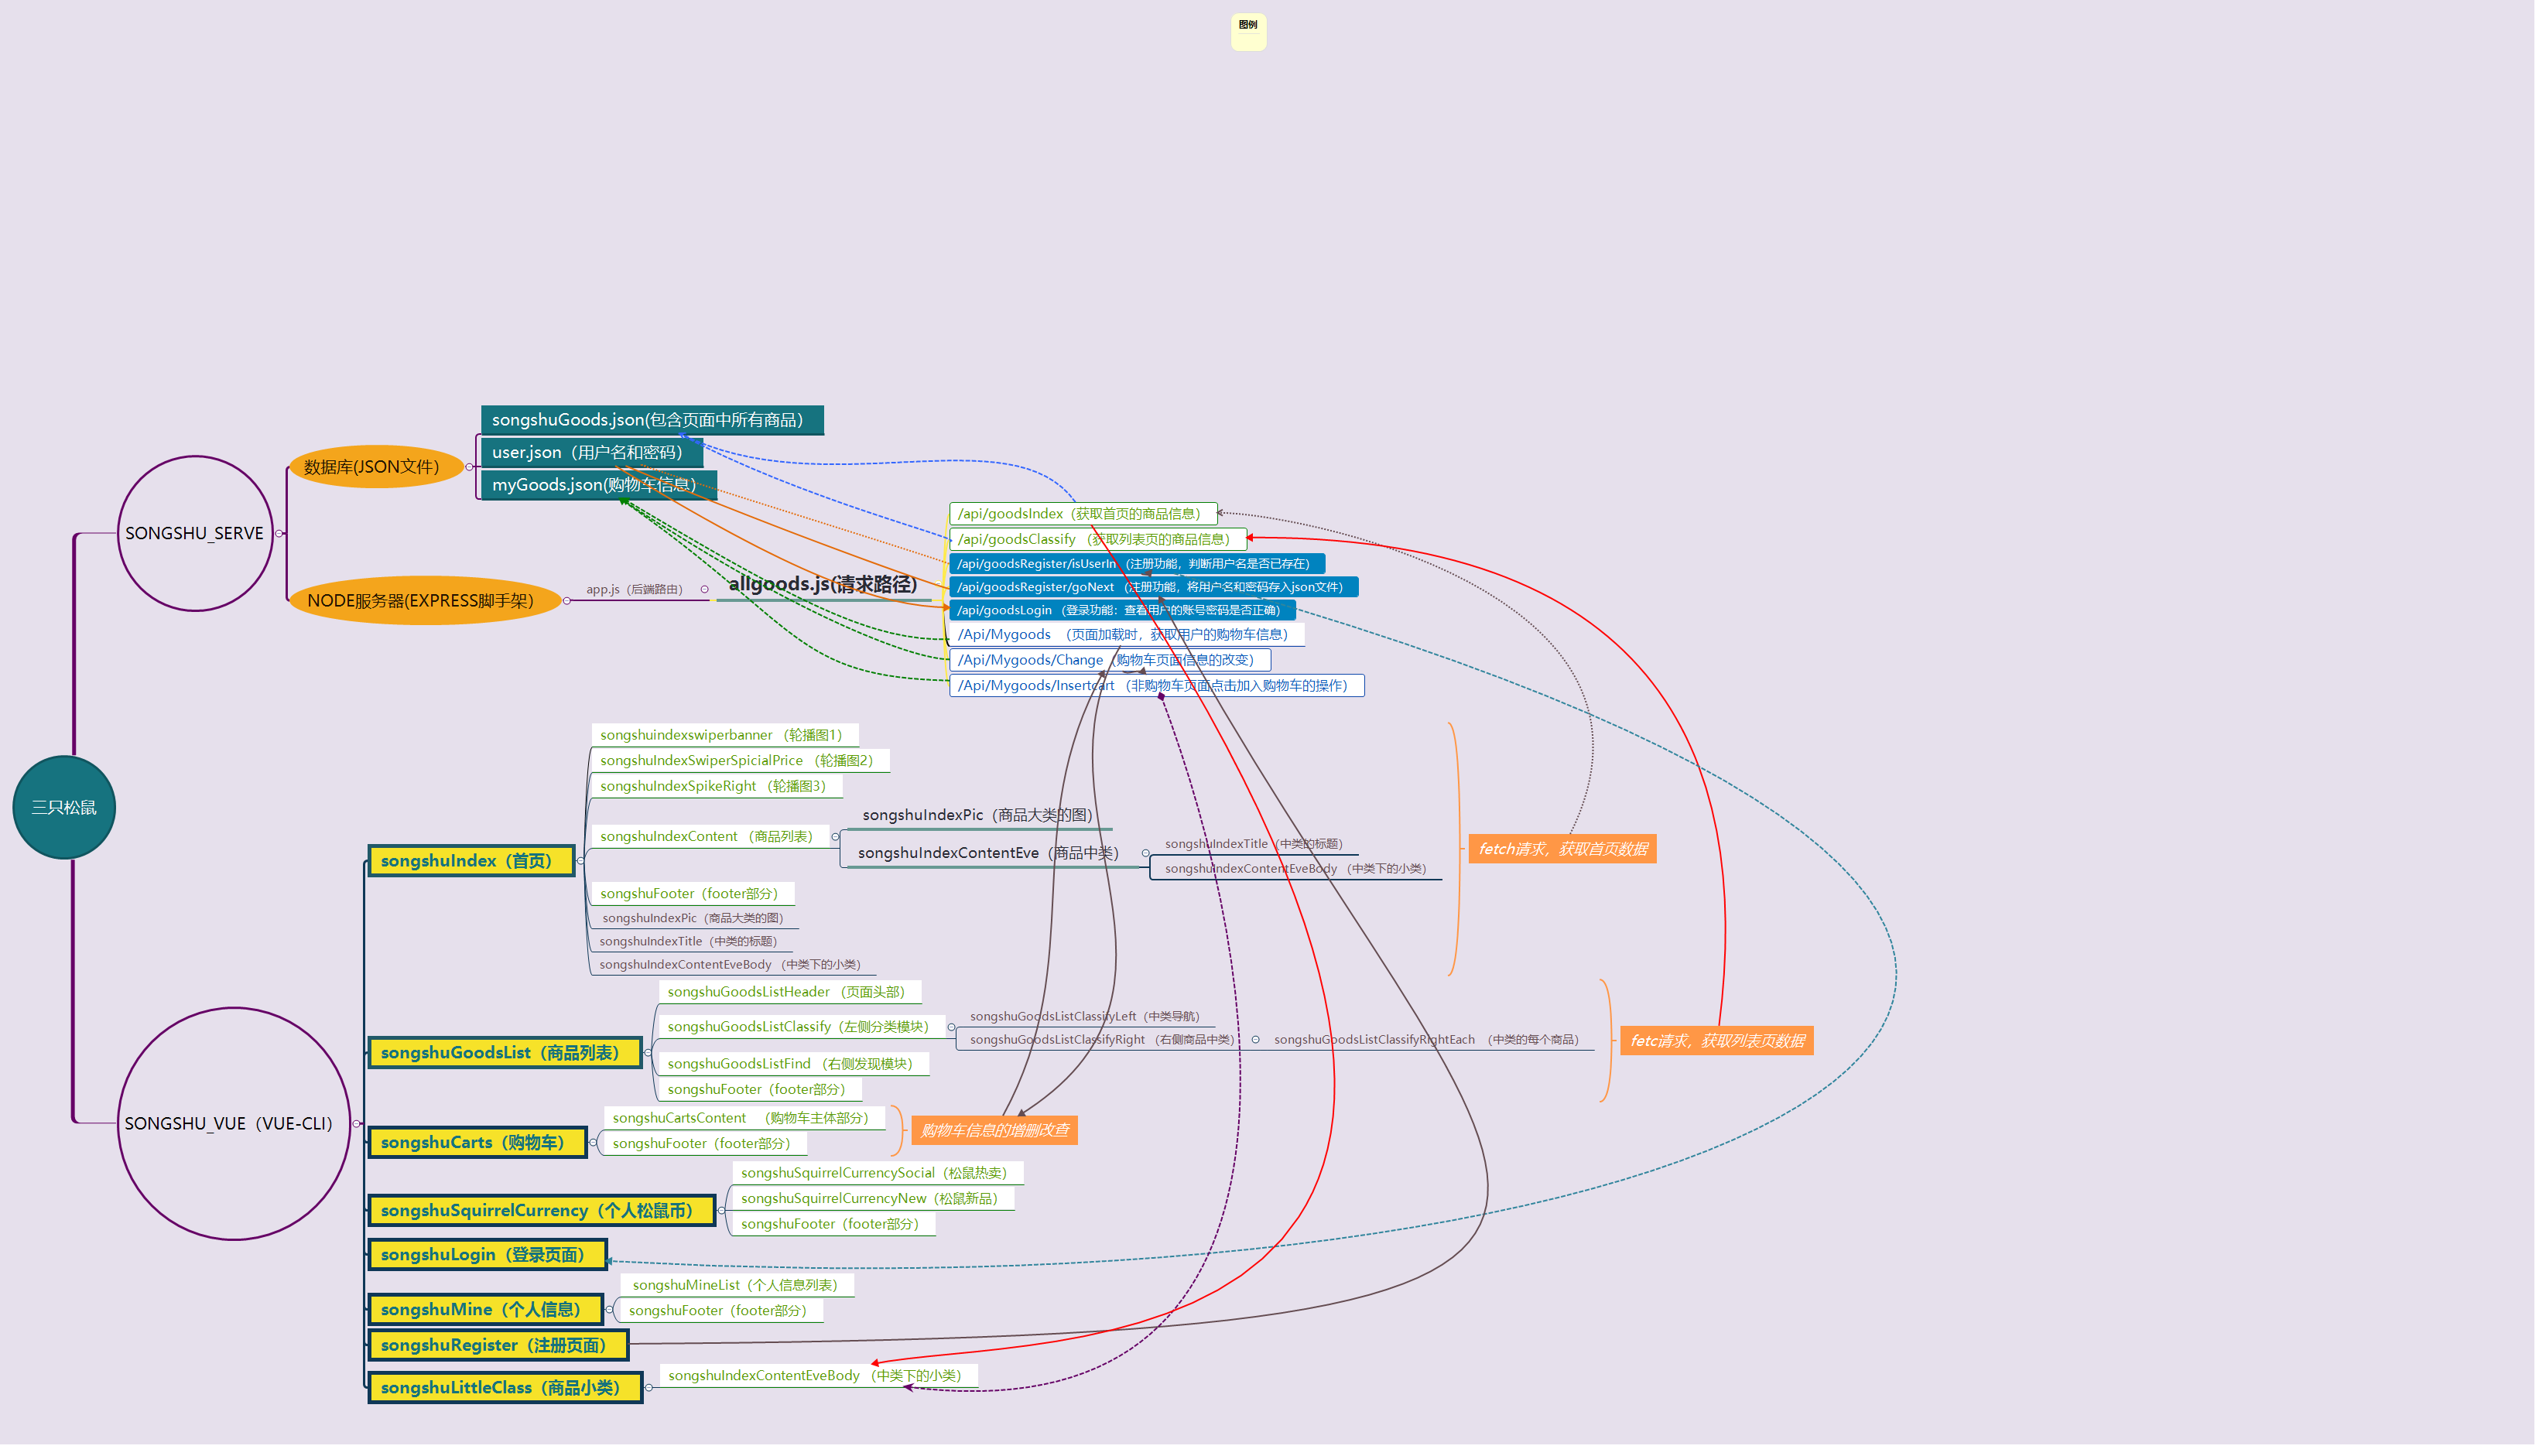 图例
三只松鼠
SONGSHU_SERVE
数据库(JSON文件）
songshuGoods.json(包含页面中所有商品）
user.json（用户名和密码）
myGoods.json(购物车信息）
NODE服务器(EXPRESS脚手架）
app.js（后端路由）
allgoods.js(请求路径)
/api/goodsIndex（获取首页的商品信息）
/api/goodsClassify （获取列表页的商品信息）
/api/goodsRegister/isUserIn （注册功能，判断用户名是否已存在）
/api/goodsRegister/goNext （注册功能，将用户名和密码存入json文件）
/api/goodsLogin （登录功能：查看用户的账号密码是否正确）
/Api/Mygoods （页面加载时，获取用户的购物车信息）
/Api/Mygoods/Change（购物车页面信息的改变）
/Api/Mygoods/Insertcart （非购物车页面点击加入购物车的操作）
SONGSHU_VUE（VUE-CLI）
songshuIndex（首页）
songshuindexswiperbanner （轮播图1）
songshuIndexSwiperSpicialPrice （轮播图2）
songshuIndexSpikeRight （轮播图3）
songshuIndexContent （商品列表）
songshuIndexPic（商品大类的图）
songshuIndexContentEve（商品中类）
songshuIndexTitle（中类的标题）
songshuIndexContentEveBody （中类下的小类）
songshuFooter（footer部分）
songshuIndexPic（商品大类的图）
songshuIndexTitle（中类的标题）
songshuIndexContentEveBody （中类下的小类）
fetch请求，获取首页数据
songshuGoodsList（商品列表）
songshuGoodsListHeader （页面头部）
songshuGoodsListClassify（左侧分类模块）
songshuGoodsListClassifyLeft（中类导航）
songshuGoodsListClassifyRight （右侧商品中类）
songshuGoodsListClassifyRightEach （中类的每个商品）
songshuGoodsListFind （右侧发现模块）
songshuFooter（footer部分）
fetc请求，获取列表页数据
songshuCarts（购物车）
songshuCartsContent （购物车主体部分）
songshuFooter（footer部分）
购物车信息的增删改查
songshuSquirrelCurrency（个人松鼠币）
songshuSquirrelCurrencySocial（松鼠热卖）
songshuSquirrelCurrencyNew（松鼠新品）
songshuFooter（footer部分）
songshuLogin（登录页面）
songshuMine（个人信息）
songshuMineList（个人信息列表）
songshuFooter（footer部分）
songshuRegister（注册页面）
songshuLittleClass（商品小类）
songshuIndexContentEveBody （中类下的小类）